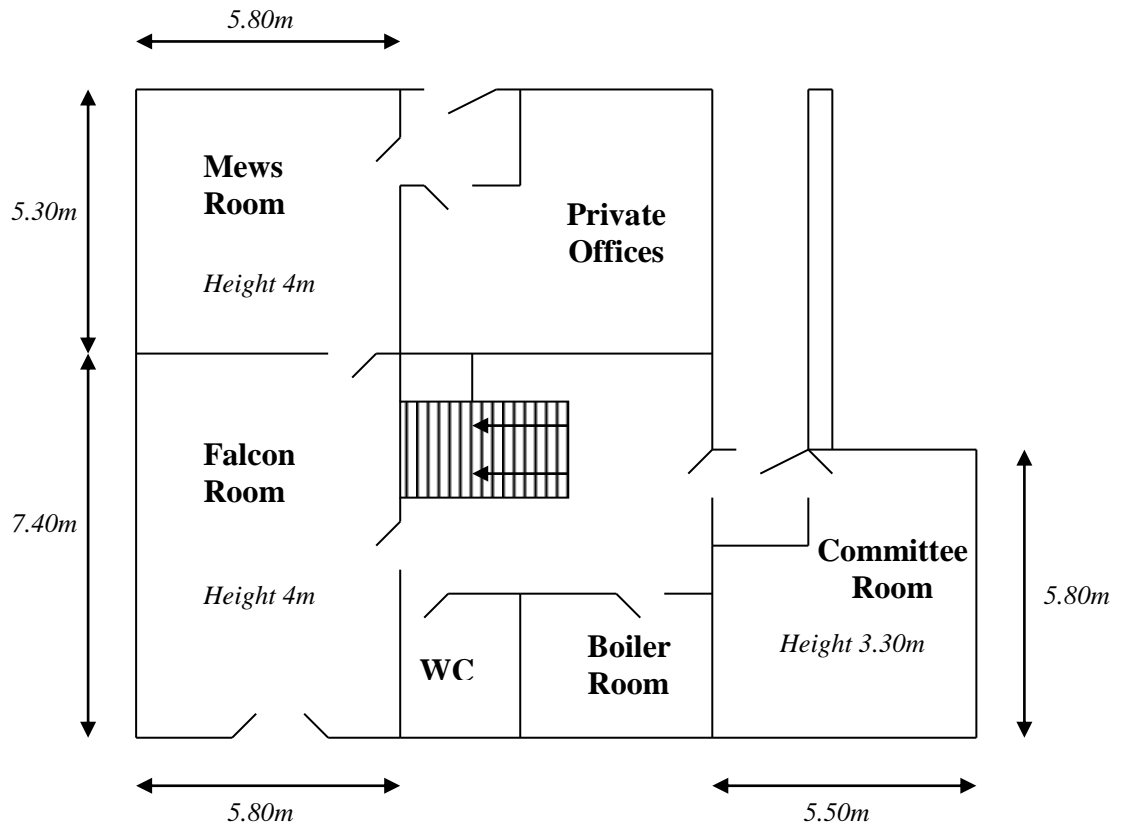 5.80m
Mews
Room
5.30m
Private
Offices
Height 4m
Falcon
Room
7.40m
Committee
Room
Height 4m
5.80m
Boiler
Room
Height 3.30m
WC
5.80m
5.50m